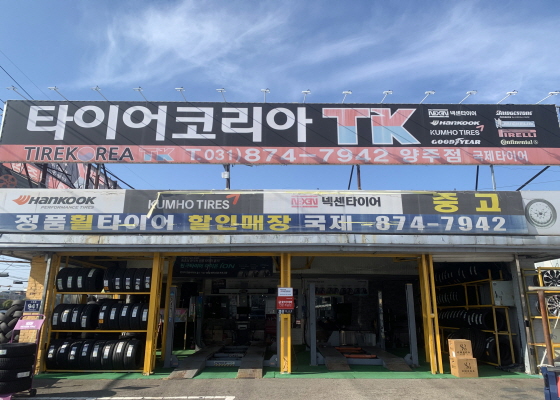 타이어코리아 TK
NEXEN 넥센타이어
BRIDGESTONE
HANKOOK
KUMHO TIRES
PIRELLI
GOODYEAR
Continental
TIREKOREA TK T. 031) 874-7942 양주점 국제타이어
HANKOOK
PERFORMANCE TIRES
KUMHO TIRES
NEXEN 넥센타이어
중고
정품휠타이어 할인매장 국제 874-7942
941